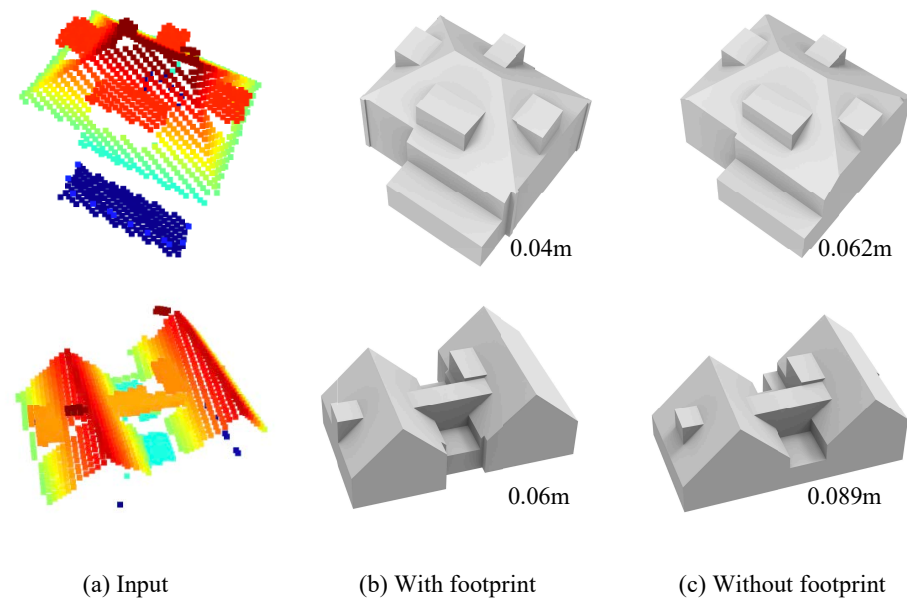 0.04m
0.062m
0.06m
0.089m
(a) Input
(b) With footprint
(c) Without footprint